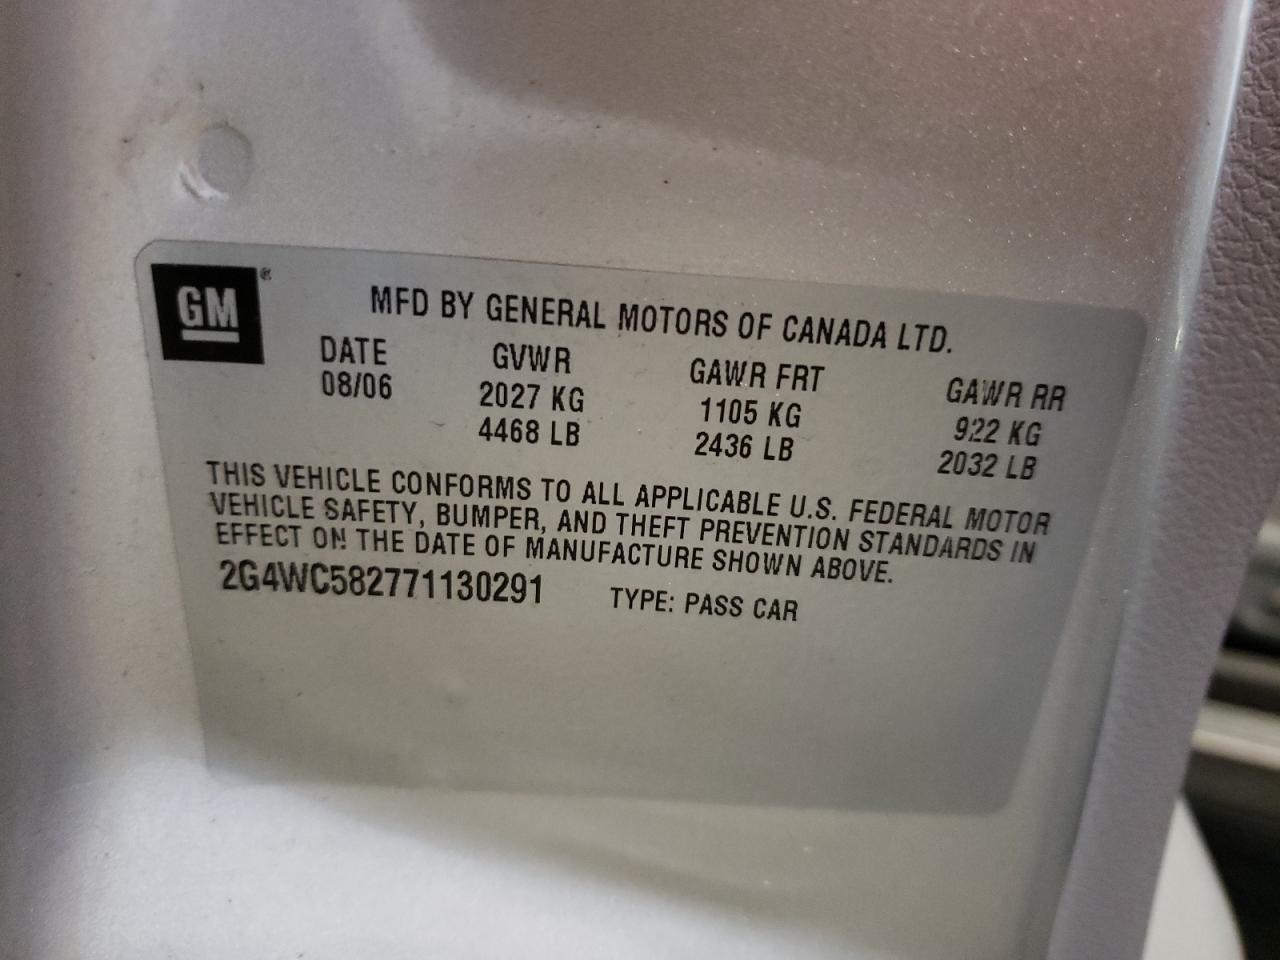 GM®
MFD BY GENERAL MOTORS OF CANADA LTD.
DATE GVWR GAWR FRT GAWR RR
08/06 2027 KG 1105 KG 922 KG
4468 LB 2436 LB 2032 LB
THIS VEHICLE CONFORMS TO ALL APPLICABLE U.S. FEDERAL MOTOR
VEHICLE SAFETY, BUMPER, AND THEFT PREVENTION STANDARDS IN
EFFECT ON THE DATE OF MANUFACTURE SHOWN ABOVE.
2G4WC582771130291 TYPE: PASS CAR